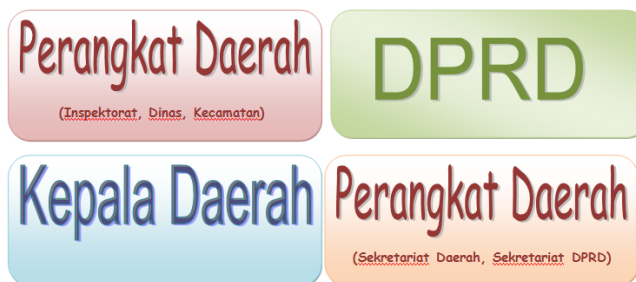 Perangkat Daerah
(Inspektorat, Dinas, Kecamatan)
DPRD
Kepala Daerah
Perangkat Daerah
(Sekretariat Daerah, Sekretariat DPRD)